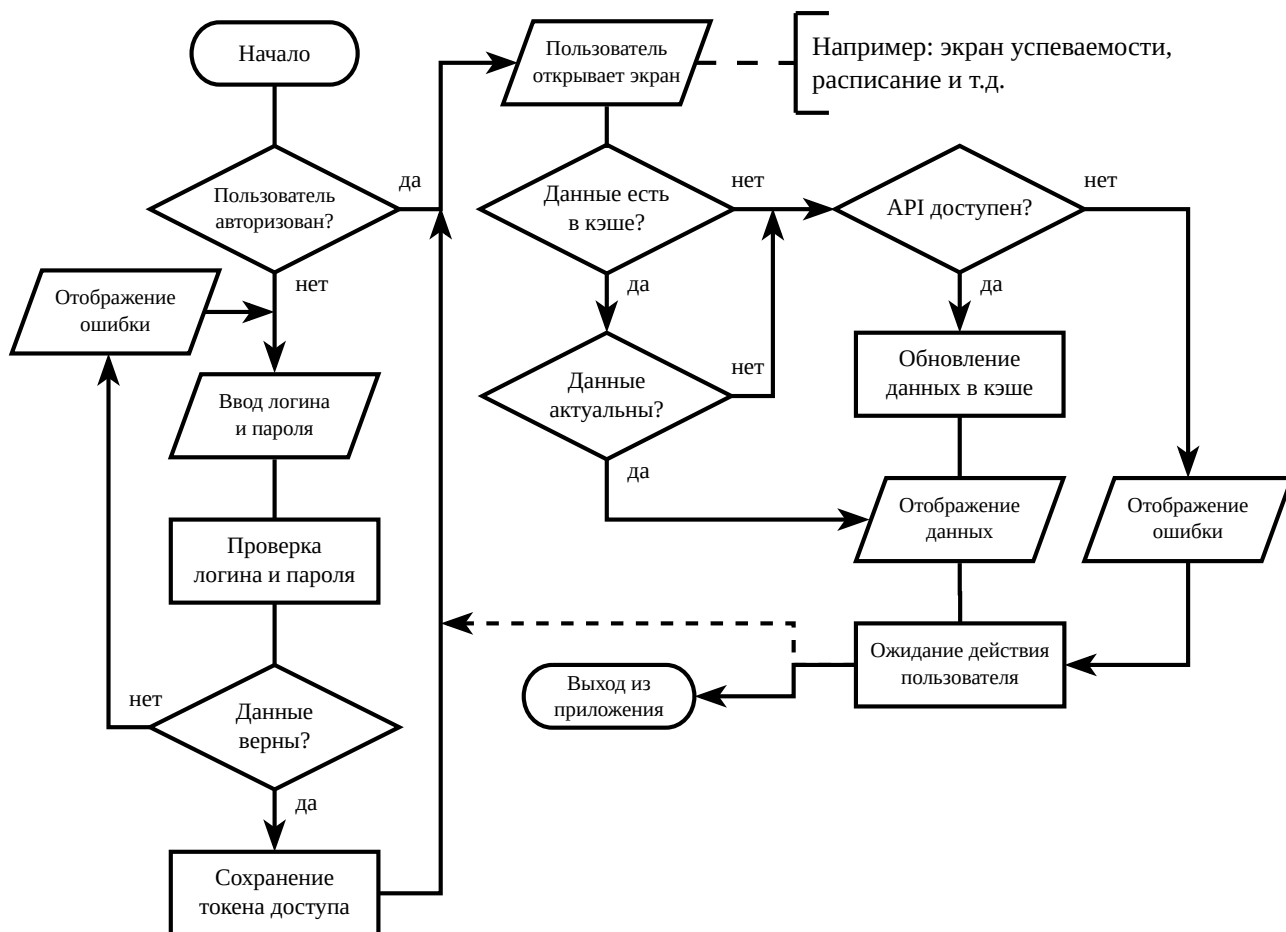 Начало
Пользователь
авторизован?
да
нет
Отображение
ошибки
Ввод логина
и пароля
Проверка
логина и пароля
нет
Данные
верны?
да
Сохранение
токена доступа
Пользователь
открывает экран
Например: экран успеваемости,
расписание и т.д.
Данные есть
в кэше?
нет
да
Данные
актуальны?
нет
да
API доступен?
нет
да
Обновление
данных в кэше
Отображение
данных
Отображение
ошибки
Ожидание действия
пользователя
Выход из
приложения